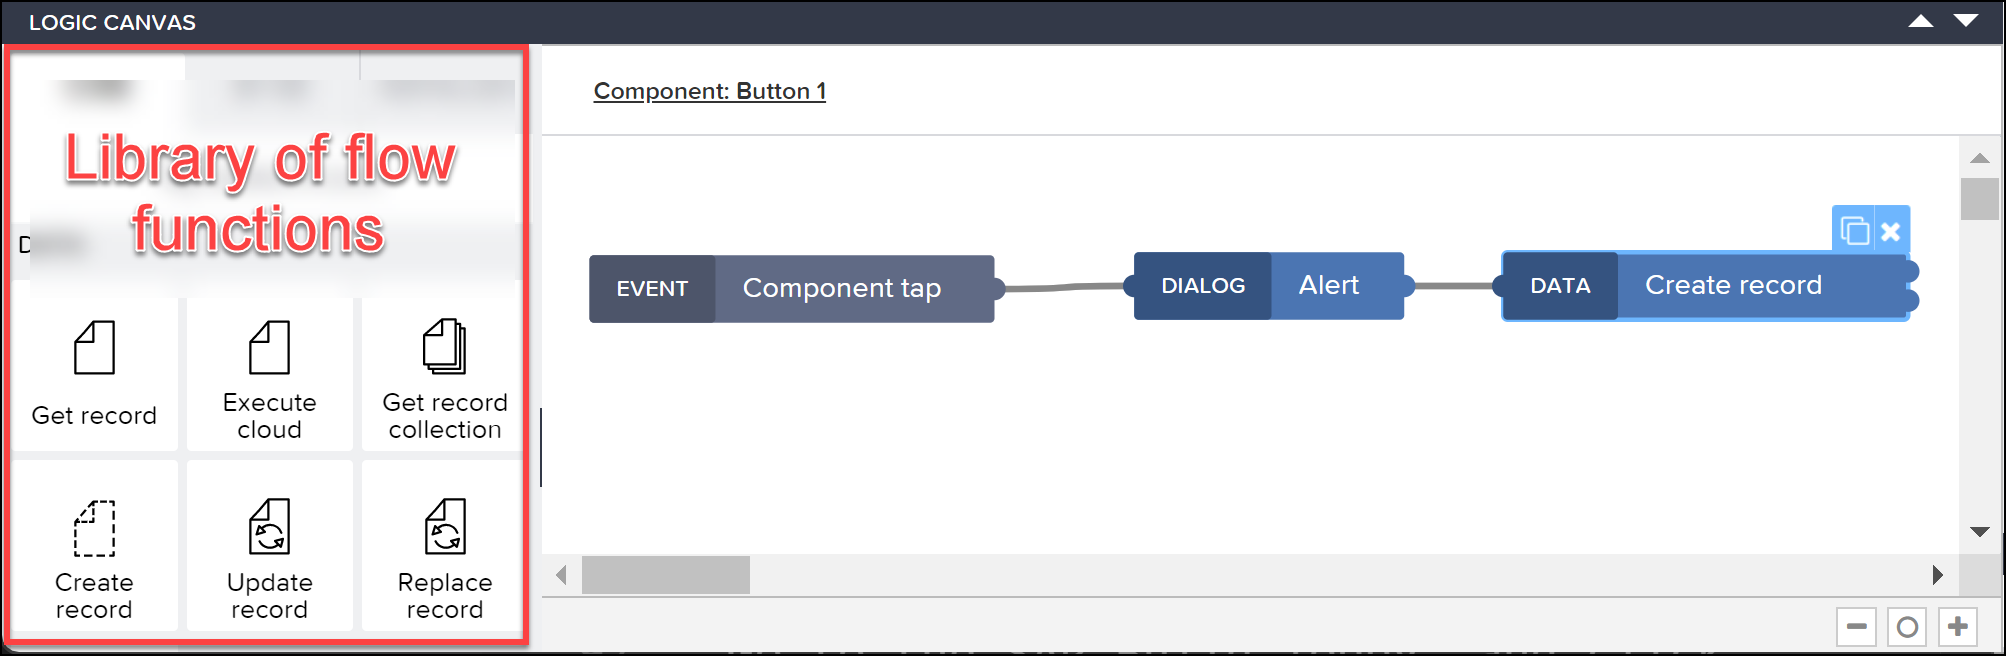 LOGIC CANVAS
Library of flow
functions
Get record
Execute
cloud
Get record
collection
Create
record
Update
record
Replace
record
Component: Button 1
EVENT
Component tap
DIALOG
Alert
DATA
Create record